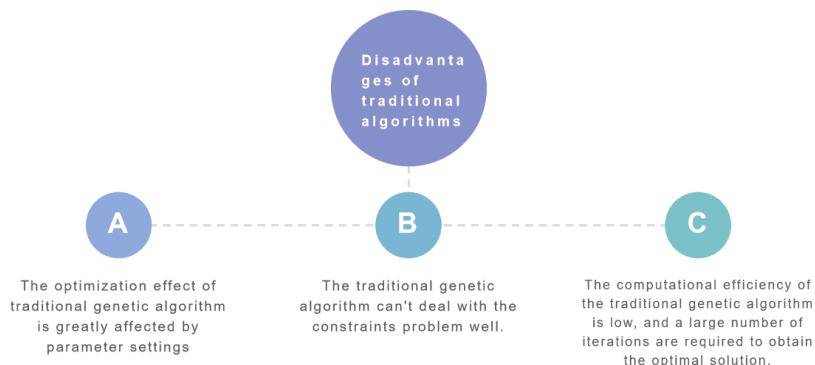 Disadvanta
ges of
traditional
algorithms
A
B
C
The optimization effect of
traditional genetic algorithm
is greatly affected by
parameter settings
The traditional genetic
algorithm can't deal with the
constraints problem well.
The computational efficiency of
the traditional genetic algorithm
is low, and a large number of
iterations are required to obtain
the optimal solution.